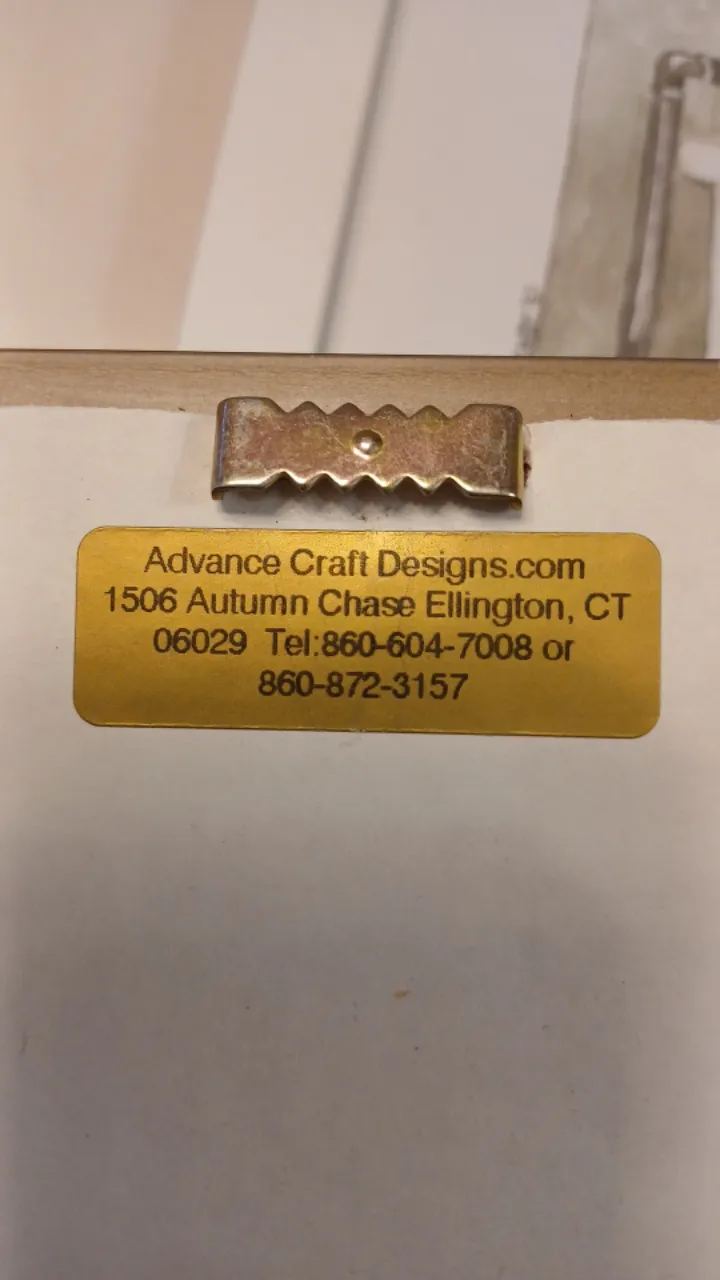 Advance Craft Designs.com
1506 Autumn Chase Ellington, CT
06029 Tel:860-604-7008 or
860-872-3157